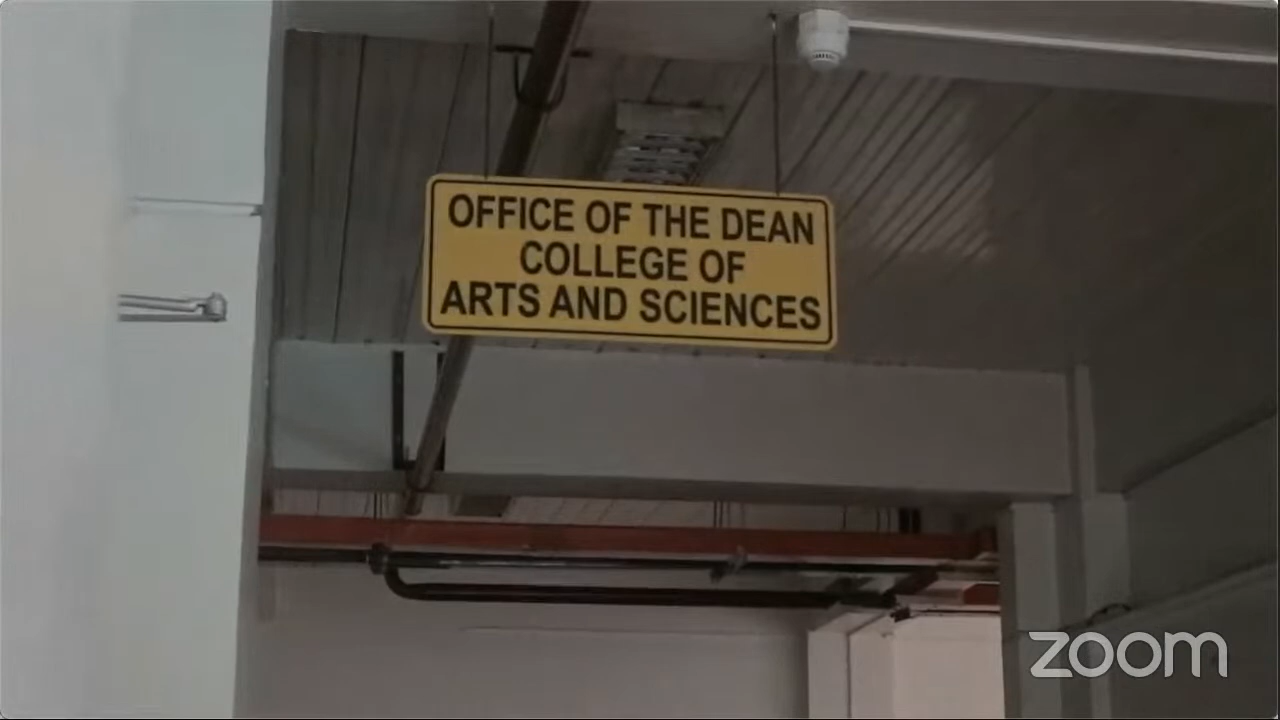 OFFICE OF THE DEAN
COLLEGE OF
ARTS AND SCIENCES
zoom